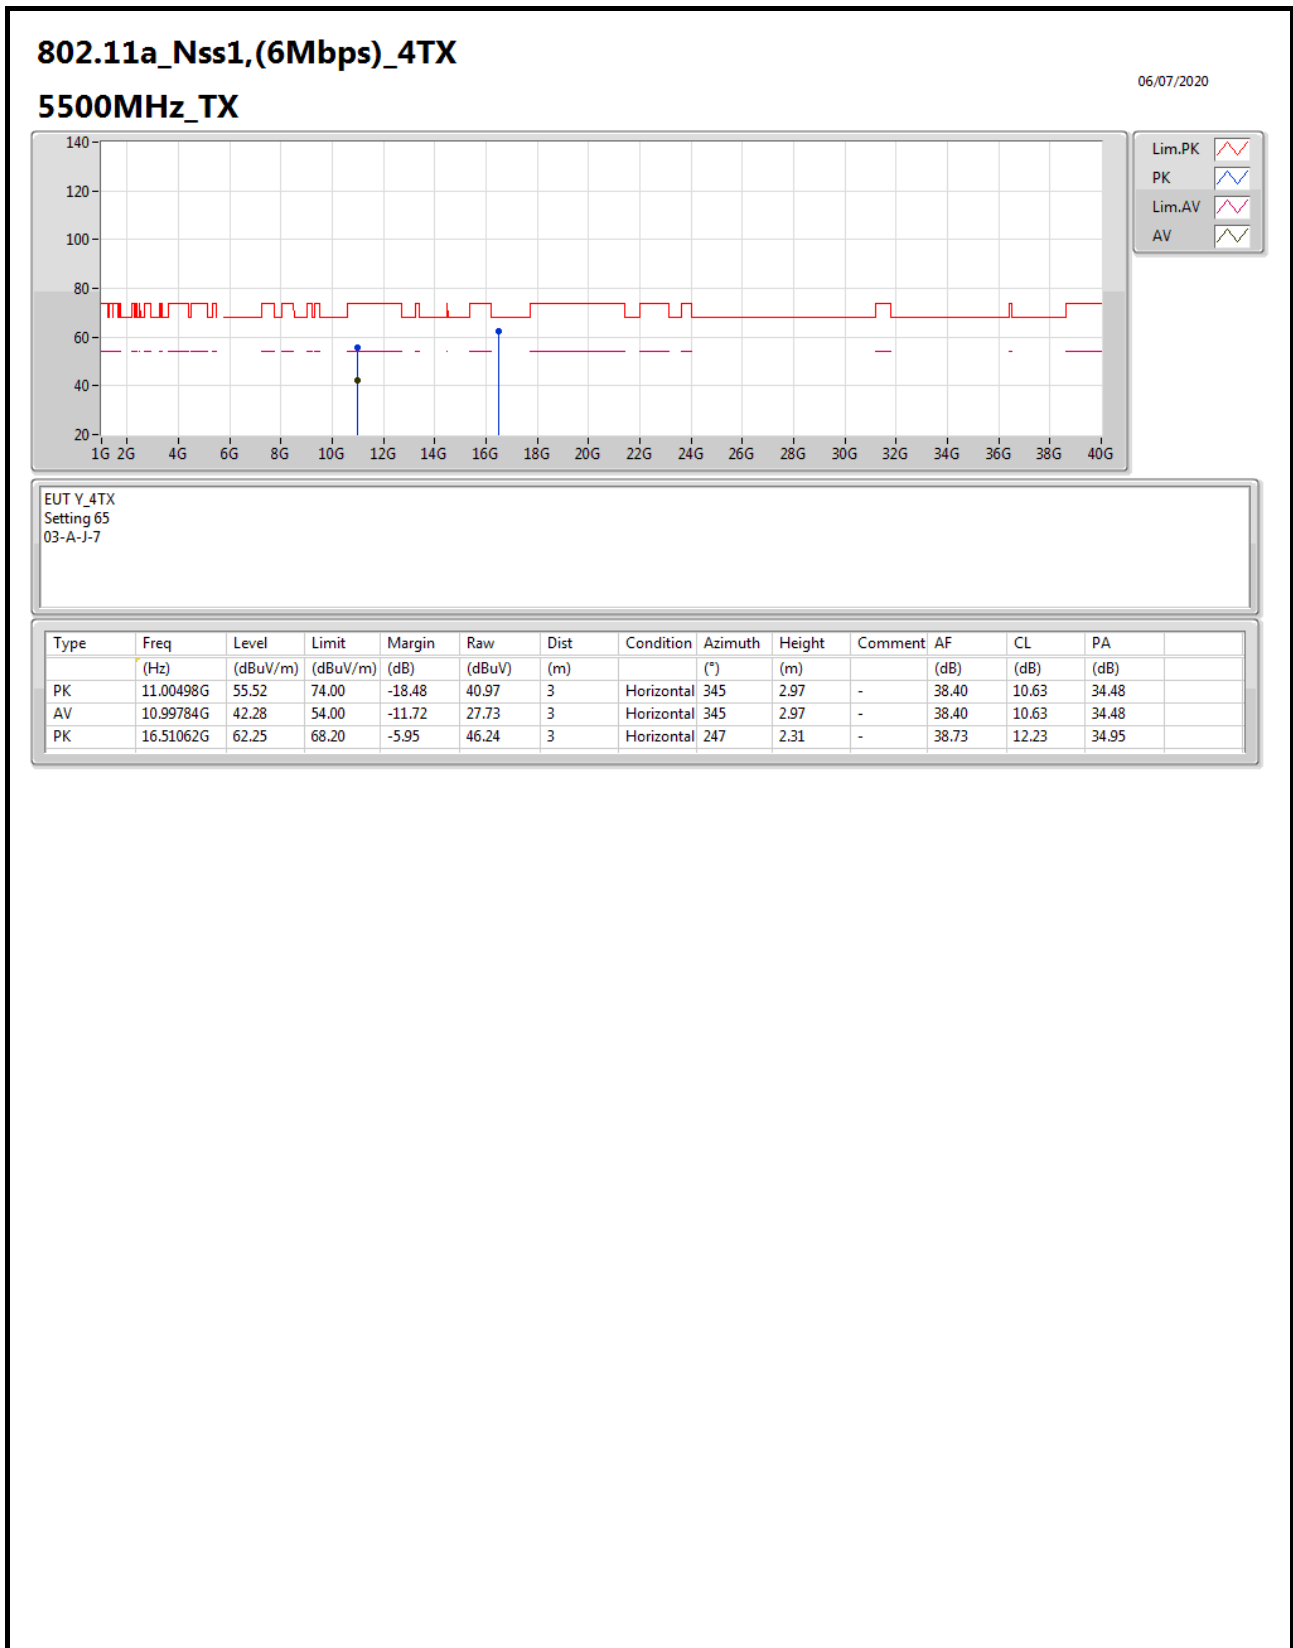 802.11a_Nss1,(6Mbps)_4TX
06/07/2020
5500MHz_TX
140
120
100
80
60
40
20
1G 2G 4G 6G 8G 10G 12G 14G 16G 18G 20G 22G 24G 26G 28G 30G 32G 34G 36G 38G 40G
Lim.PK
PK
Lim.AV
AV
EUT Y_4TX
Setting 65
03-A-J-7
Type Freq Level Limit Margin Raw Dist Condition Azimuth Height Comment AF CL PA
(Hz) (dBuV/m) (dBuV/m) (dB) (dBuV) (m) (°) (m) (dB) (dB) (dB)
PK 11.00498G 55.52 74.00 -18.48 40.97 3 Horizontal 345 2.97 - 38.40 10.63 34.48
AV 10.99784G 42.28 54.00 -11.72 27.73 3 Horizontal 345 2.97 - 38.40 10.63 34.48
PK 16.51062G 62.25 68.20 -5.95 46.24 3 Horizontal 247 2.31 - 38.73 12.23 34.95